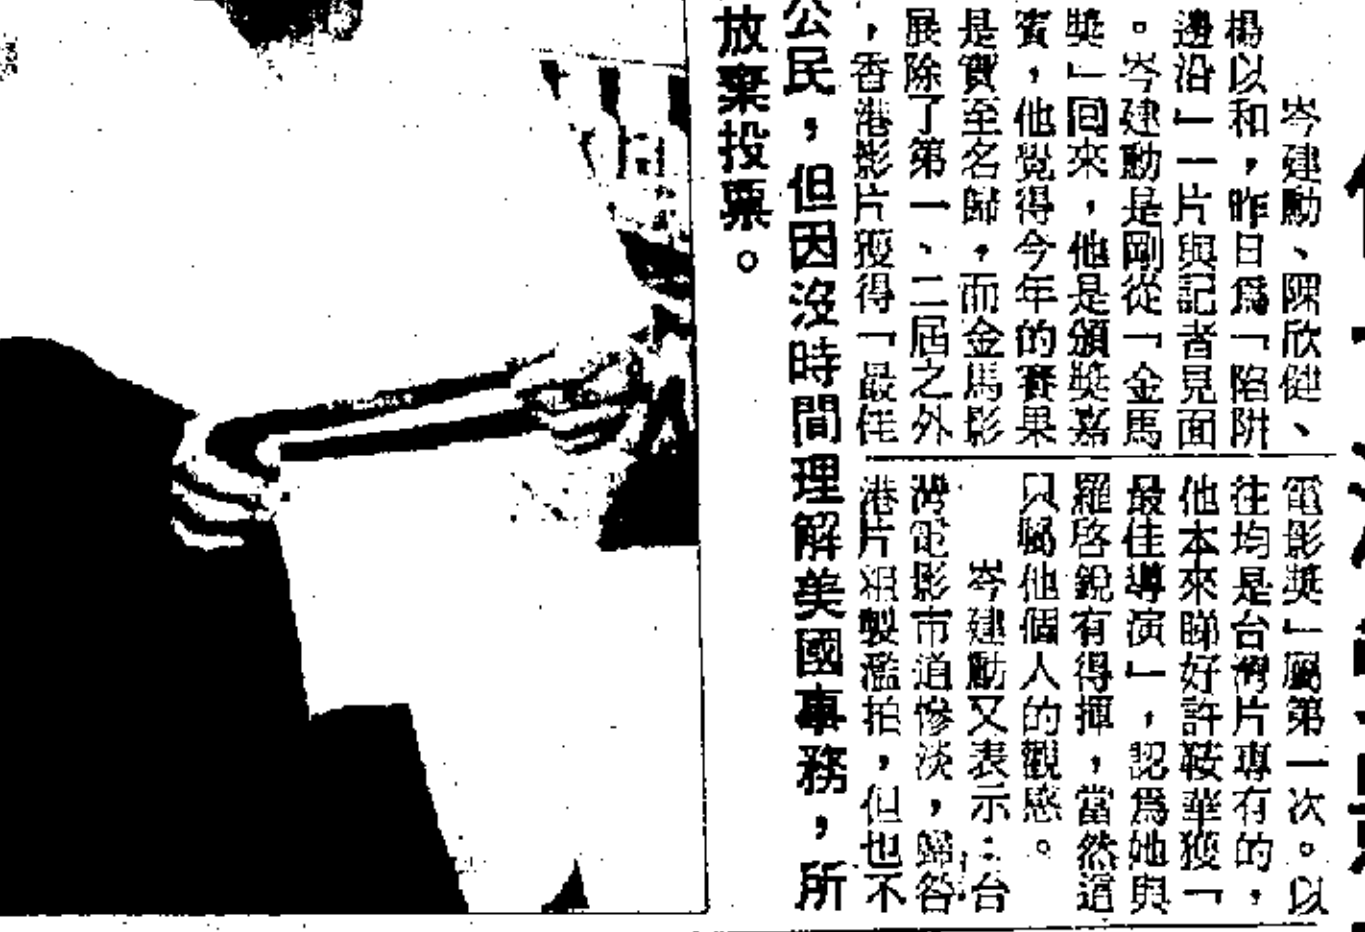 岑建勳、陳欣健、
楊以和，昨日爲「陷阱
邊沿」一片與記者見面
。岑建勳是剛從「金馬
獎」回來，他是頒獎嘉
賓，他覺得今年的賽果
是實至名歸，而金馬影
展除了第一、二屆之外
，香港影片獲得「最佳
電影獎」屬第一次。以
往均是台灣片專有的，
他本來睇好許鞍華獲「
最佳導演」，認爲她與
羅啓銳有得揮，當然這
只屬他個人的觀感。
岑建勳又表示：台
灣電影市道慘淡，歸咎
港片粗製濫拍，但也不
公民，但因沒時間理解美國事務，所
放棄投票。